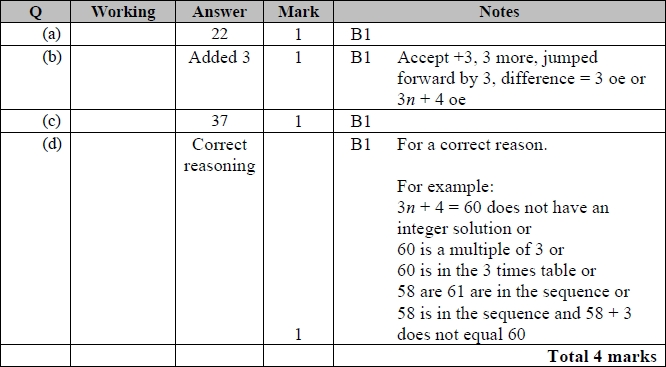 Q Working Answer Mark Notes
(a) 22 1 B1
(b) Added 3 1 B1 Accept +3, 3 more, jumped
forward by 3, difference = 3 oe or
3n + 4 oe
(c) 37 1 B1
(d) Correct B1 For a correct reason.
reasoning
For example:
3n + 4 = 60 does not have an
integer solution or
60 is a multiple of 3 or
60 is in the 3 times table or
58 are 61 are in the sequence or
58 is in the sequence and 58 + 3
1 does not equal 60
Total 4 marks